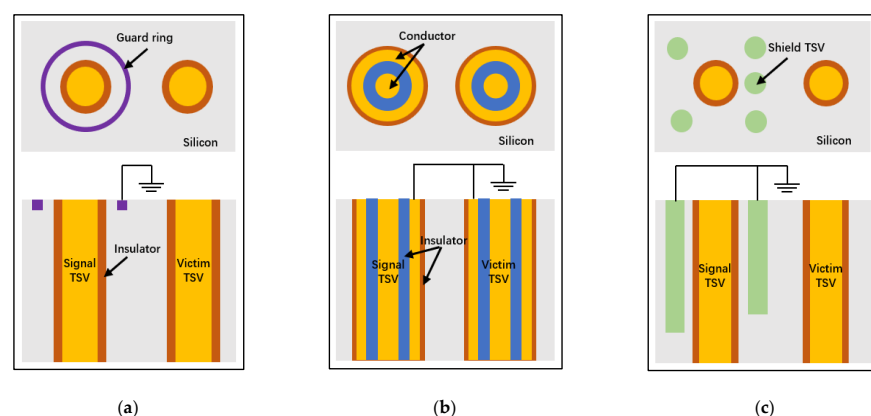 Guard ring
Silicon
Signal
TSV
Insulator
Victim
TSV
(a)
Conductor
Signal
TSV
Insulator
Victim
TSV
(b)
Shield TSV
Silicon
Signal
TSV
Victim
TSV
(c)